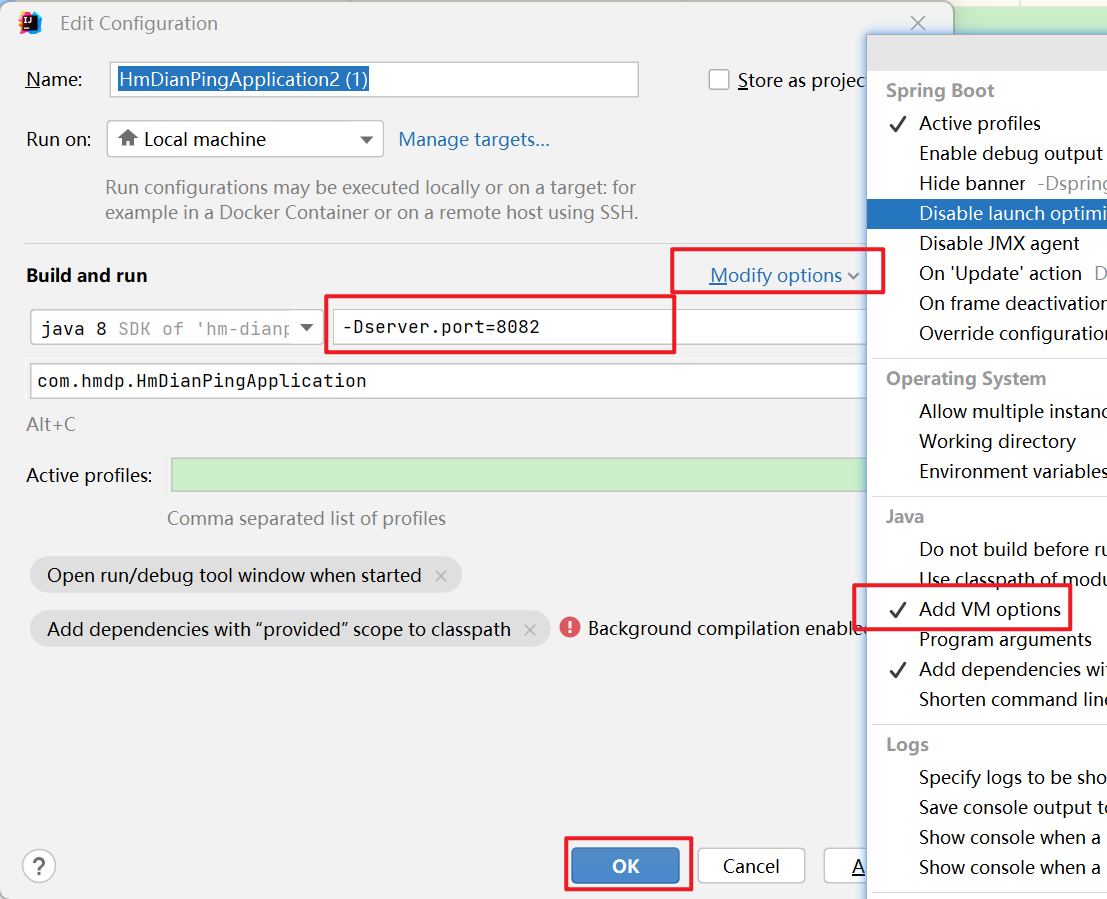 Edit Configuration
Name: HmDianPingApplication2 (1)
Store as projec
Run on: Local machine Manage targets...
Run configurations may be executed locally or on a target: for
example in a Docker Container or on a remote host using SSH.
Build and run
Modify options
java 8 SDK of 'hm-dianp
-Dserver.port=8082
com.hmdp.HmDianPingApplication
Alt+C
Active profiles:
Comma separated list of profiles
Open run/debug tool window when started ×
Add dependencies with “provided” scope to classpath ×
Background compilation enable
?
OK
Cancel
A
Spring Boot
Active profiles
Enable debug output
Hide banner -Dspring
Disable launch optimi
Disable JMX agent
On 'Update' action D
On frame deactivation
Override configuration
Operating System
Allow multiple instanc
Working directory
Environment variables
Java
Do not build before ru
Use classpath of modu
Add VM options
Program arguments
Add dependencies wit
Shorten command line
Logs
Specify logs to be sho
Save console output to
Show console when a
Show console when a